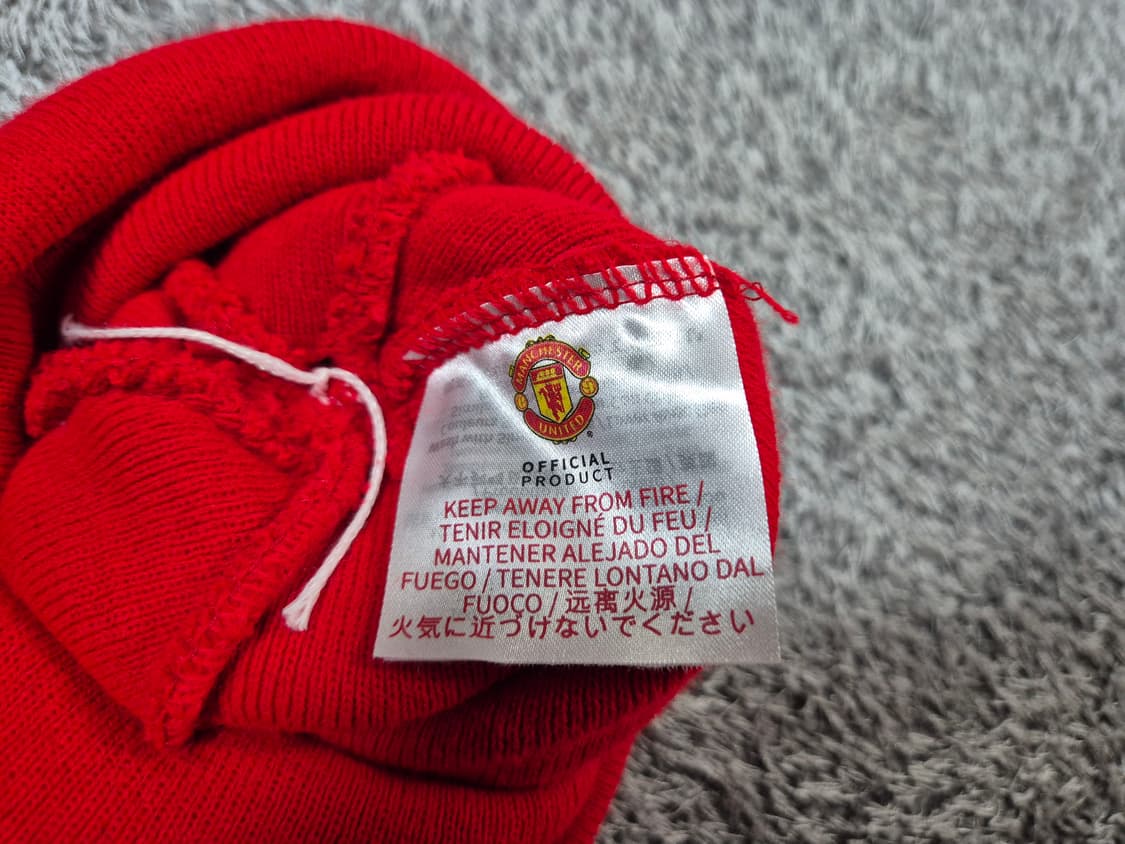 MANCHESTER
UNITED
®
OFFICIAL
PRODUCT
KEEP AWAY FROM FIRE /
TENIR ELOIGNÉ DU FEU /
MANTENER ALEJADO DEL
FUEGO / TENERE LONTANO DAL
FUOCO / 远离火源 /
火気に近づけないでください